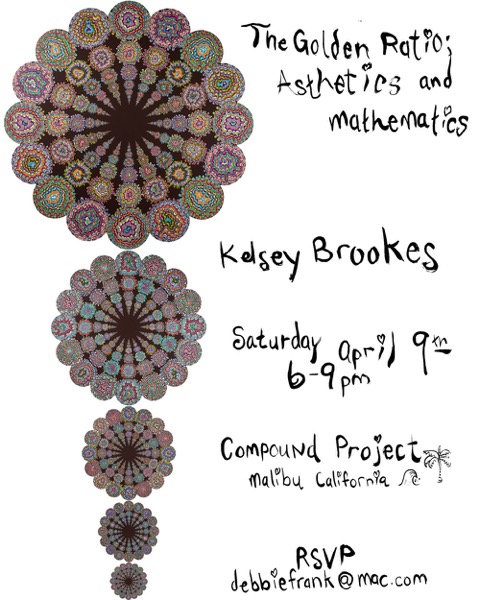 The Golden Ratio;
Asthetics and
mathematics
Kelsey Brookes
Saturday April 9th
6-9pm
Compound Project
malibu California
RSVP
debbiefrank@mac.com